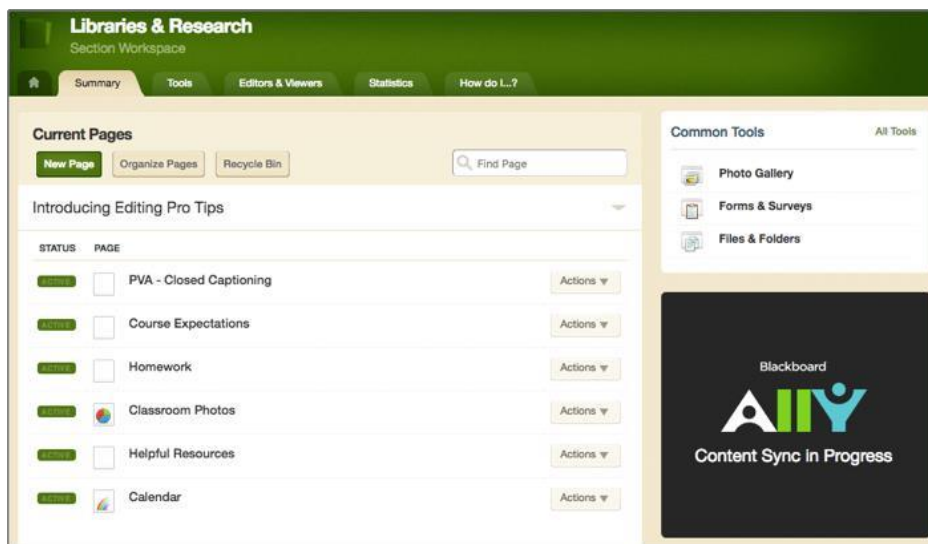 Libraries & Research
Section Workspace
Summary
Tools
Editors & Viewers
Statistics
How do I...?
Current Pages
New Page
Organize Pages
Recycle Bin
Find Page
Introducing Editing Pro Tips
STATUS PAGE
ACTIVE PVA - Closed Captioning Actions
ACTIVE Course Expectations Actions
ACTIVE Homework Actions
ACTIVE Classroom Photos Actions
ACTIVE Helpful Resources Actions
ACTIVE Calendar Actions
Common Tools All Tools
Photo Gallery
Forms & Surveys
Files & Folders
Blackboard
Ally
Content Sync in Progress